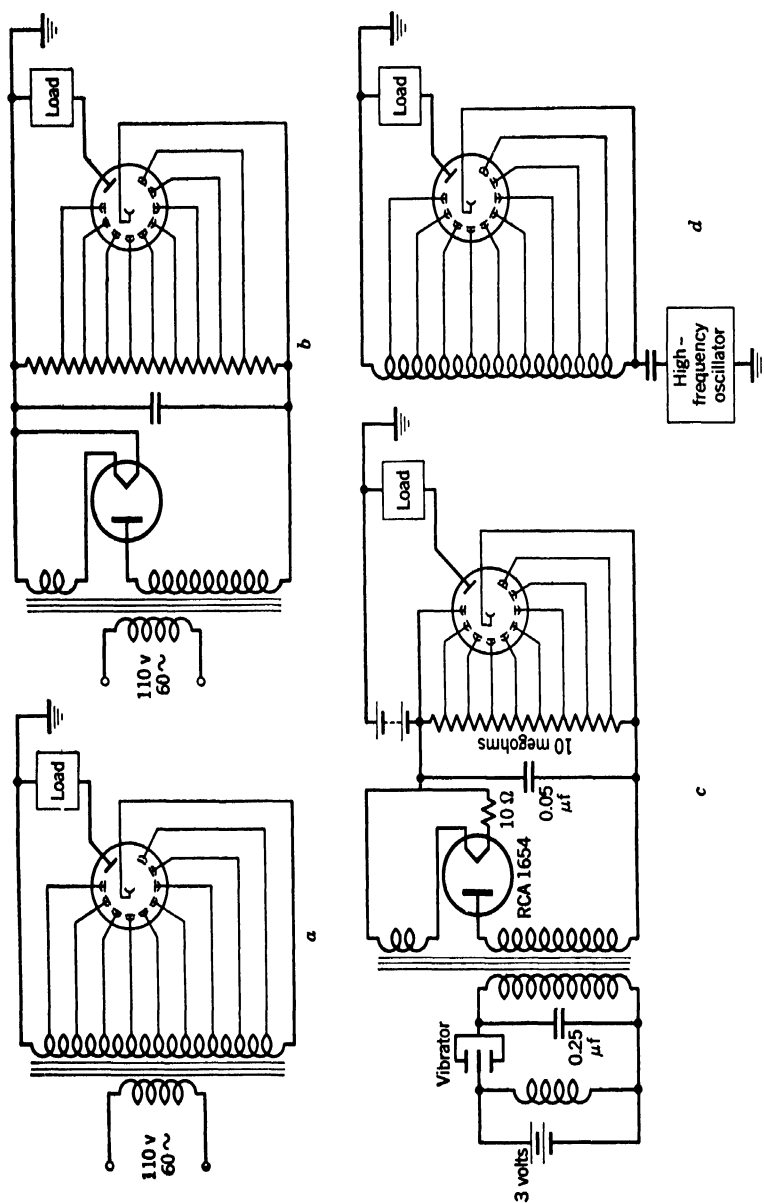 110 v
60~
Load
a
110 v
60~
Load
b
3 volts
Vibrator
0.25
μf
RCA 1654
10 Ω
0.05
μf
10 megohms
Load
c
Load
High-
frequency
oscillator
d